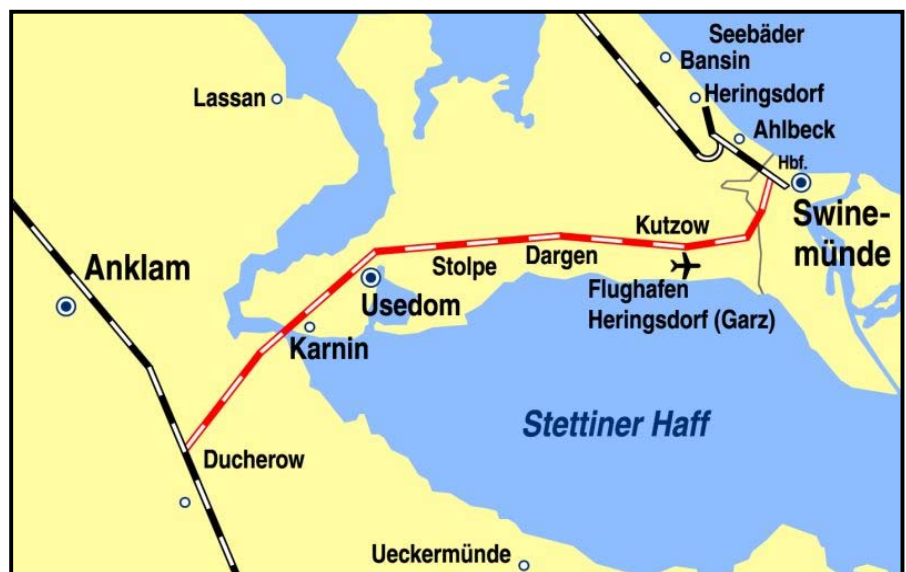 Seebäder
Bansin
Lassan
Heringsdorf
Ahlbeck
Hbf.
Swine-
münde
Kutzow
Dargen
Stolpe
Anklam
Usedom
Flughafen
Heringsdorf (Garz)
Karnin
Stettiner Haff
Ducherow
Ueckermünde